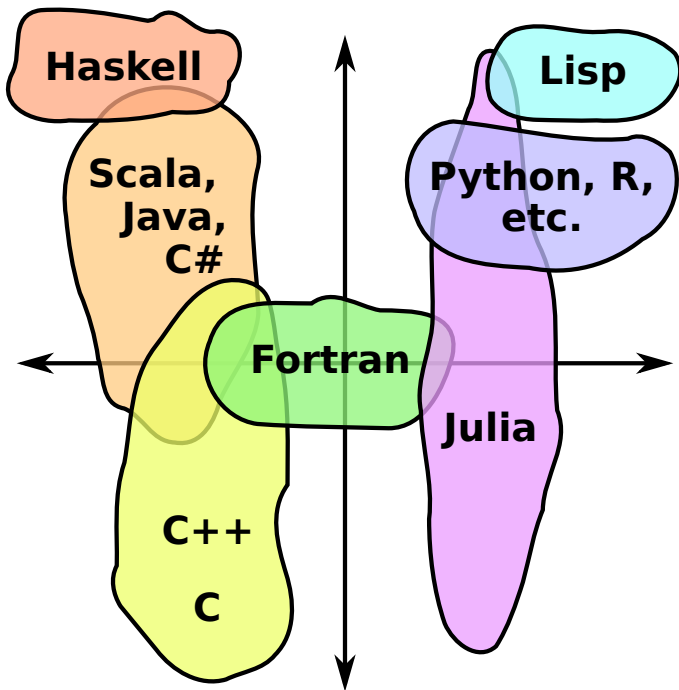 Haskell
Lisp
Scala,
Java,
C#
Python, R,
etc.
Fortran
Julia
C++
C